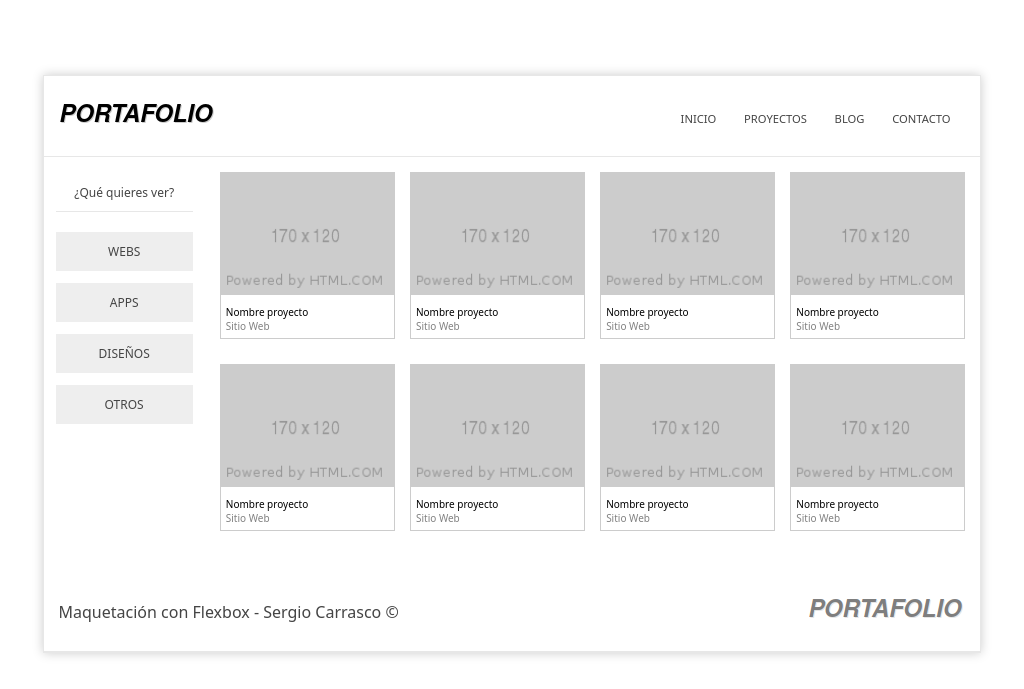 PORTAFOLIO
INICIO PROYECTOS BLOG CONTACTO
¿Qué quieres ver?
WEBS
APPS
DISEÑOS
OTROS
170 x 120 170 x 120 170 x 120 170 x 120
Powered by HTML.COM Powered by HTML.COM Powered by HTML.COM Powered by HTML.COM
Nombre proyecto Nombre proyecto Nombre proyecto Nombre proyecto
Sitio Web Sitio Web Sitio Web Sitio Web
170 x 120 170 x 120 170 x 120 170 x 120
Powered by HTML.COM Powered by HTML.COM Powered by HTML.COM Powered by HTML.COM
Nombre proyecto Nombre proyecto Nombre proyecto Nombre proyecto
Sitio Web Sitio Web Sitio Web Sitio Web
Maquetación con Flexbox - Sergio Carrasco ©
PORTAFOLIO